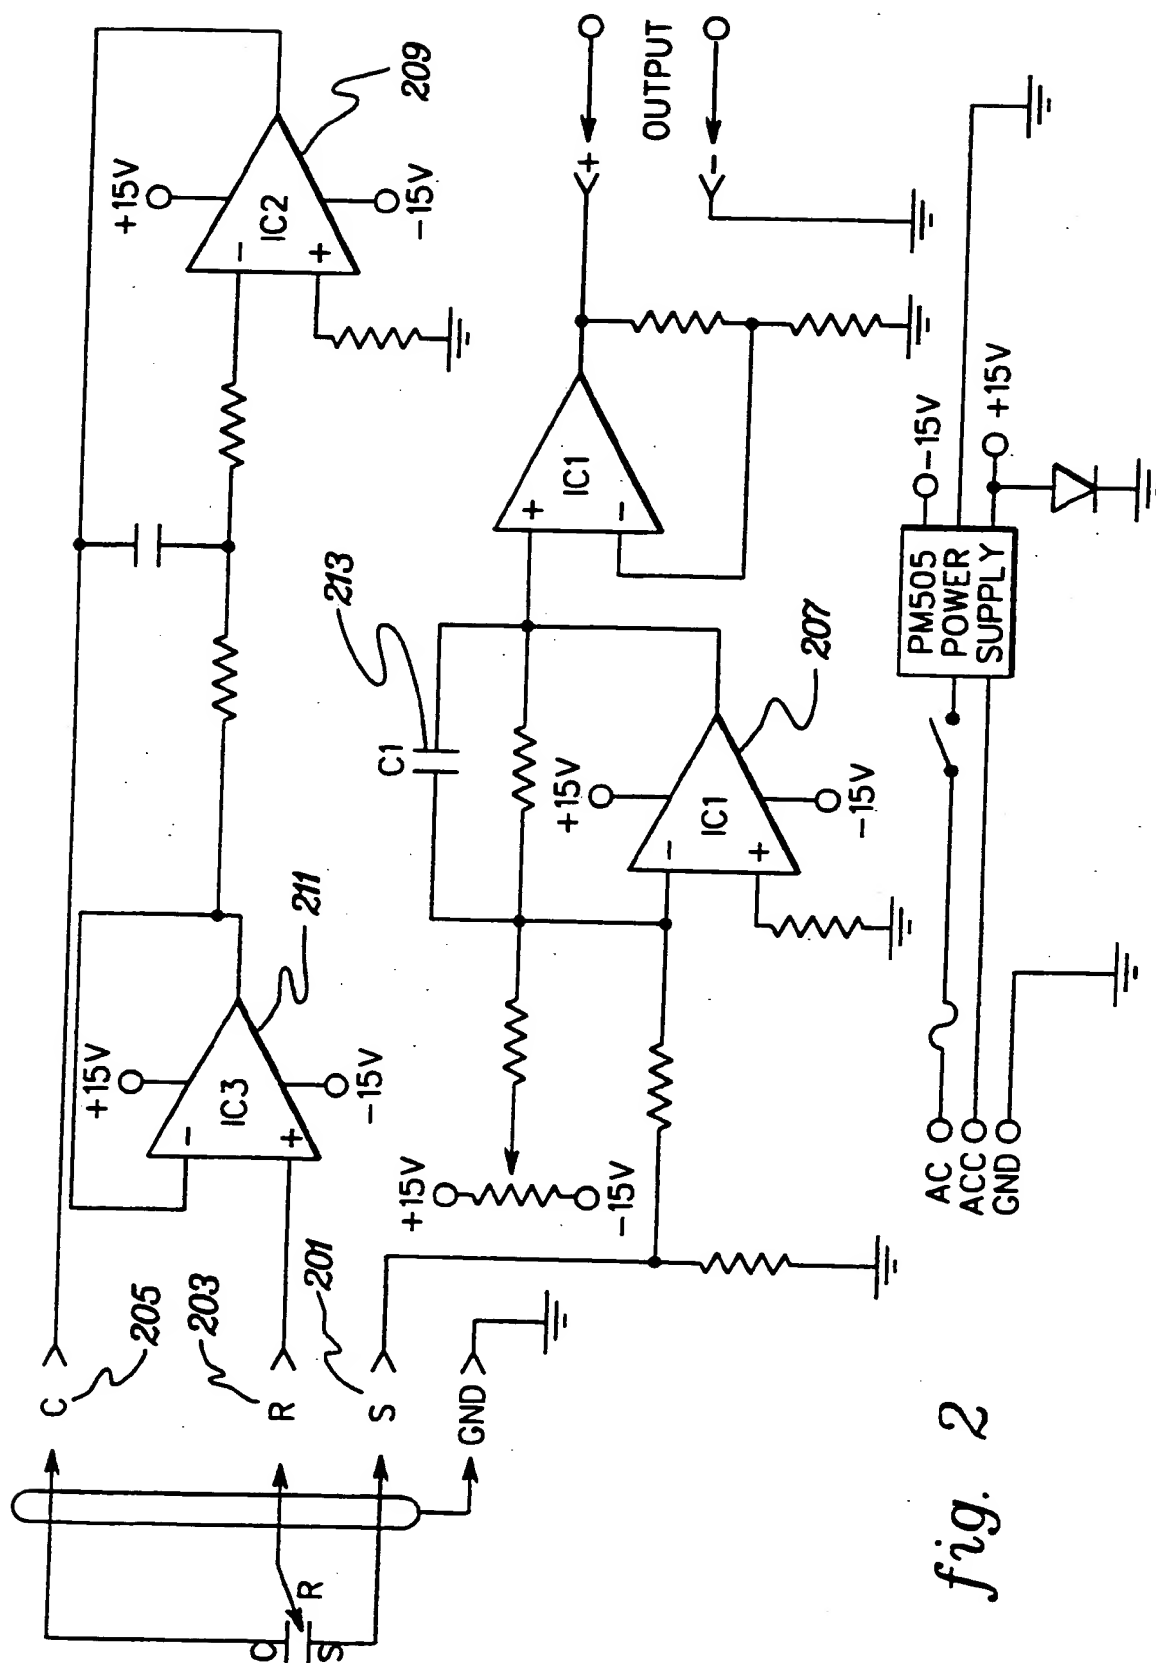 C
205
R
203
S
201
GND
C
R
S
+15V
-15V
IC3
-
+
211
+15V
-15V
IC2
-
+
209
+15V
-15V
C1
213
+15V
-15V
IC1
-
+
207
IC1
+
-
+
-
OUTPUT
AC
ACC
GND
PM505
POWER
SUPPLY
-15V
+15V
fig. 2